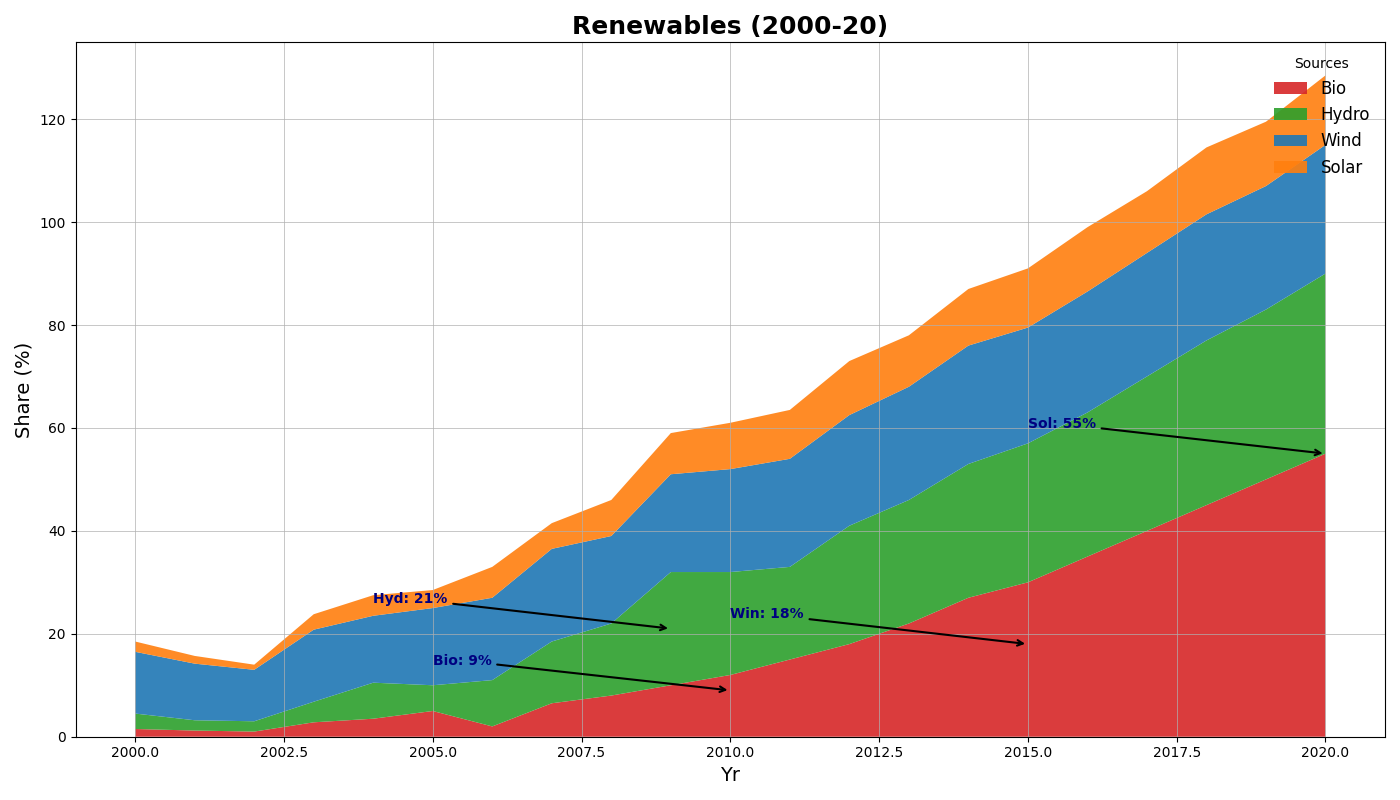 Renewables (2000-20)
Share (%)
120
100
80
60
40
20
0
Sources
Bio
Hydro
Wind
Solar
Sol: 55%
Hyd: 21%
Win: 18%
Bio: 9%
2000.0 2002.5 2005.0 2007.5 2010.0 2012.5 2015.0 2017.5 2020.0
Yr